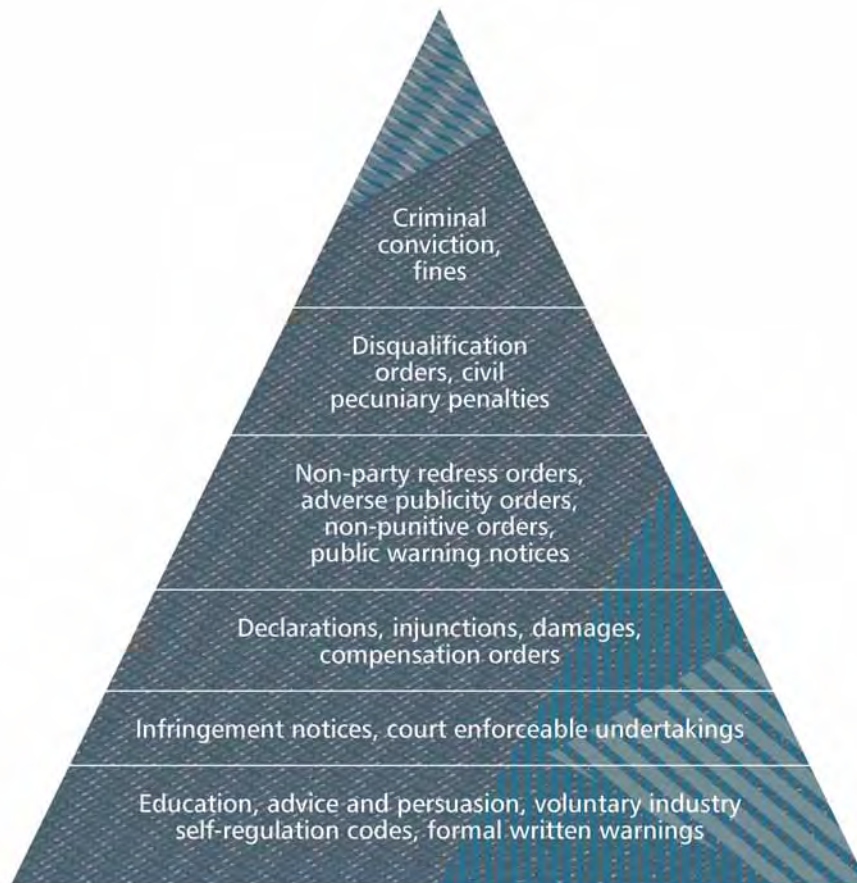 Criminal
conviction,
fines
Disqualification
orders, civil
pecuniary penalties
Non-party redress orders,
adverse publicity orders,
non-punitive orders,
public warning notices
Declarations, injunctions, damages,
compensation orders
Infringement notices, court enforceable undertakings
Education, advice and persuasion, voluntary industry
self-regulation codes, formal written warnings